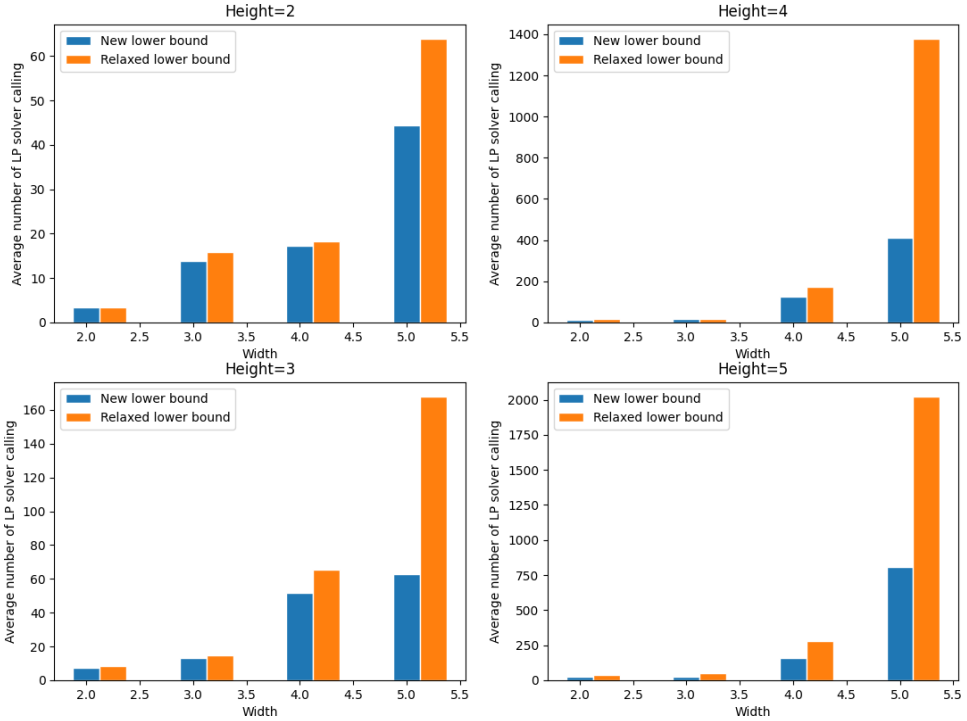 Height=2
New lower bound
Relaxed lower bound
Average number of LP solver calling
60
50
40
30
20
10
0
2.0 2.5 3.0 3.5 4.0 4.5 5.0 5.5
Width
Height=4
New lower bound
Relaxed lower bound
Average number of LP solver calling
1400
1200
1000
800
600
400
200
0
2.0 2.5 3.0 3.5 4.0 4.5 5.0 5.5
Width
Height=3
New lower bound
Relaxed lower bound
Average number of LP solver calling
160
140
120
100
80
60
40
20
0
2.0 2.5 3.0 3.5 4.0 4.5 5.0 5.5
Width
Height=5
New lower bound
Relaxed lower bound
Average number of LP solver calling
2000
1750
1500
1250
1000
750
500
250
0
2.0 2.5 3.0 3.5 4.0 4.5 5.0 5.5
Width